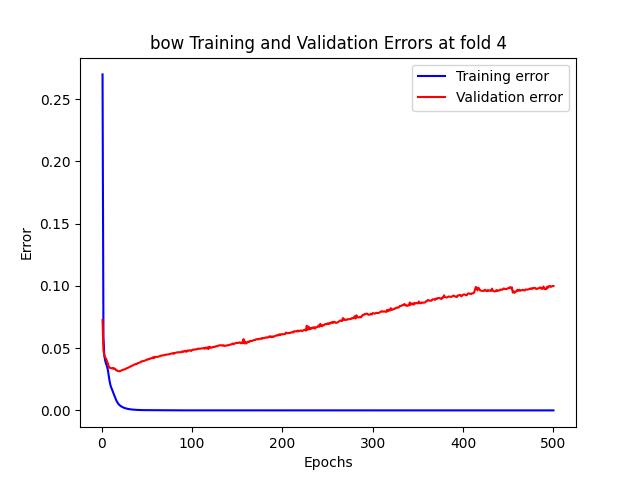 bow Training and Validation Errors at fold 4
Training error
Validation error
0.25
0.20
0.15
0.10
0.05
0.00
Error
0 100 200 300 400 500
Epochs